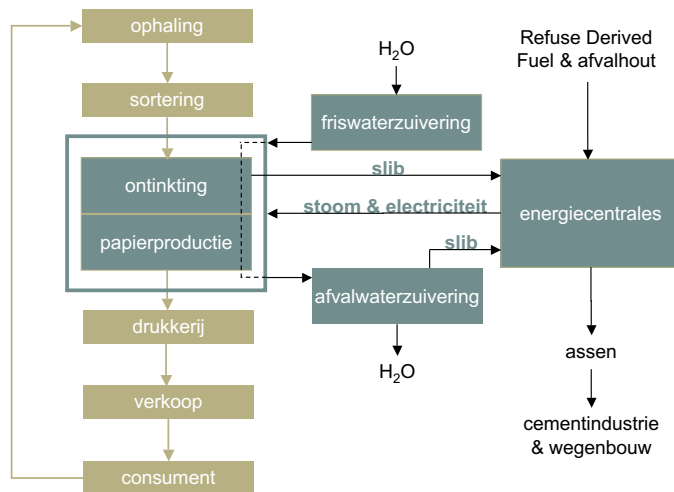 ophaling
sortering
ontinkting
papierproductie
drukkerij
verkoop
consument
H₂O
friswaterzuivering
slib
stoom & electriciteit
slib
afvalwaterzuivering
H₂O
Refuse Derived
Fuel & afvalhout
energiecentrales
assen
cementindustrie
& wegenbouw